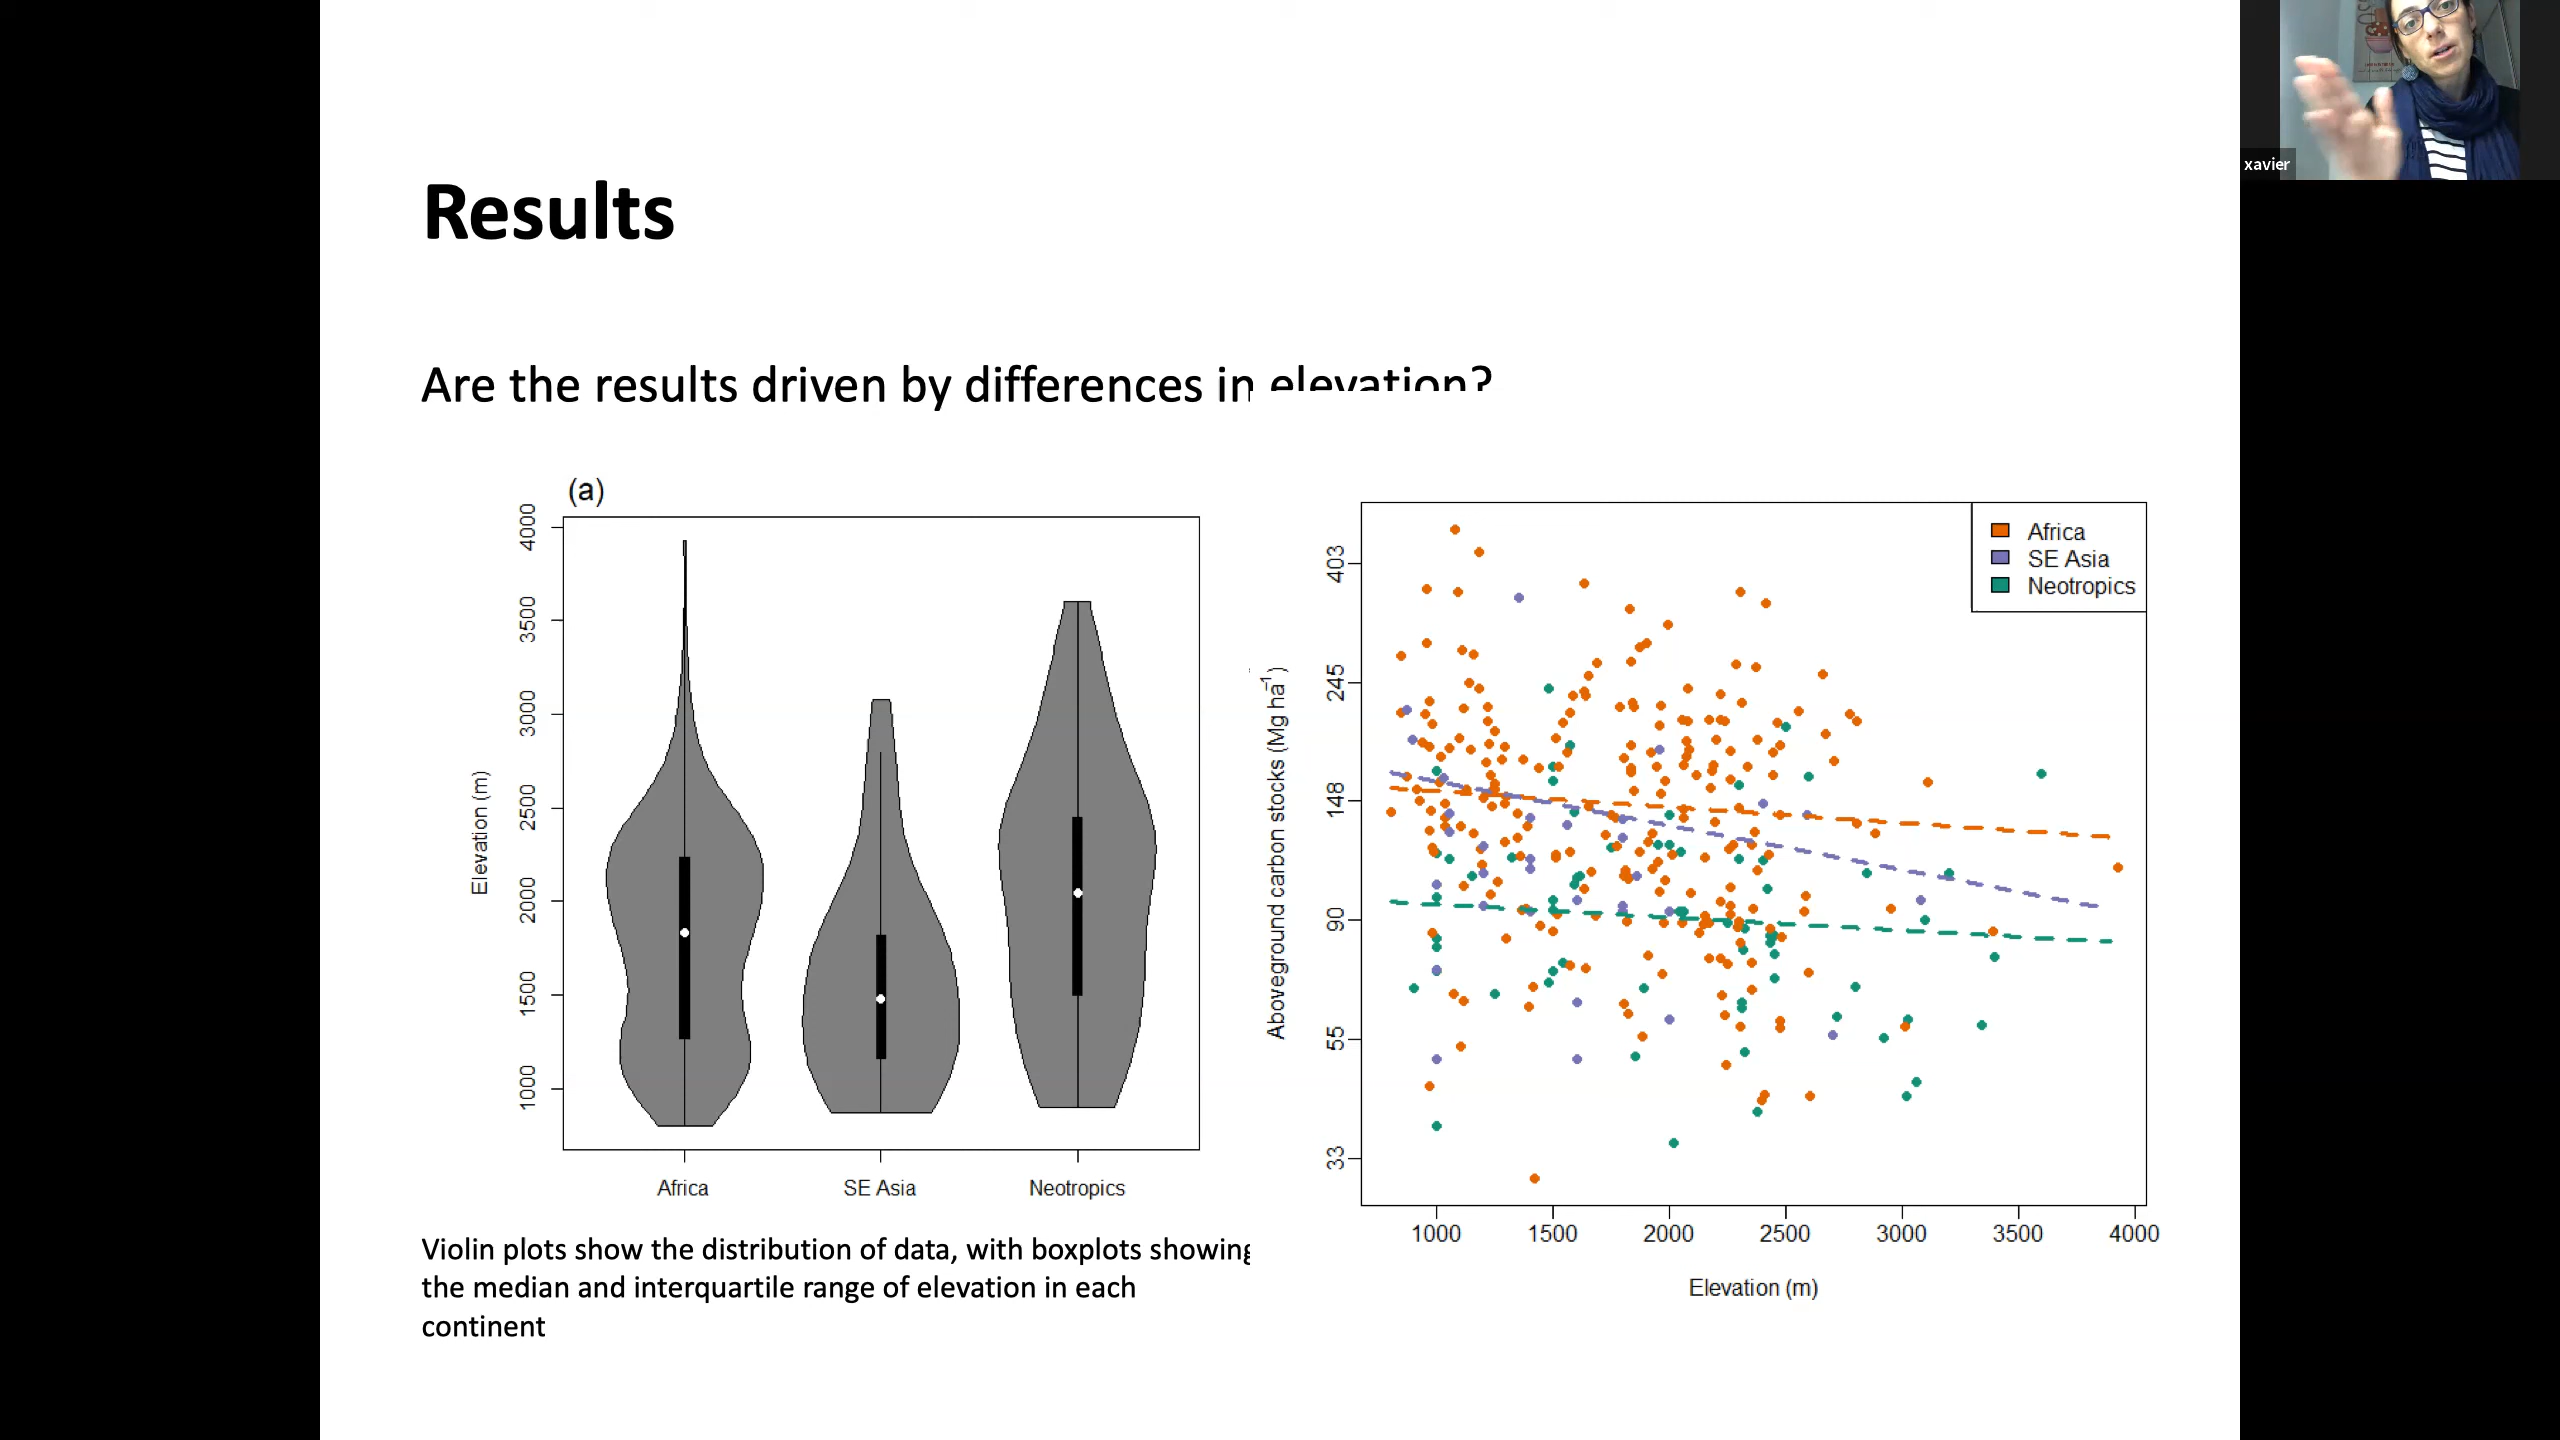 xavier
Results
Are the results driven by differences in elevation?
(a)
Elevation (m)
4000
3500
3000
2500
2000
1500
1000
Africa
SE Asia
Neotropics
Violin plots show the distribution of data, with boxplots showing
the median and interquartile range of elevation in each
continent
Aboveground carbon stocks (Mg ha⁻¹)
403
245
148
90
55
33
Africa
SE Asia
Neotropics
1000
1500
2000
2500
3000
3500
4000
Elevation (m)